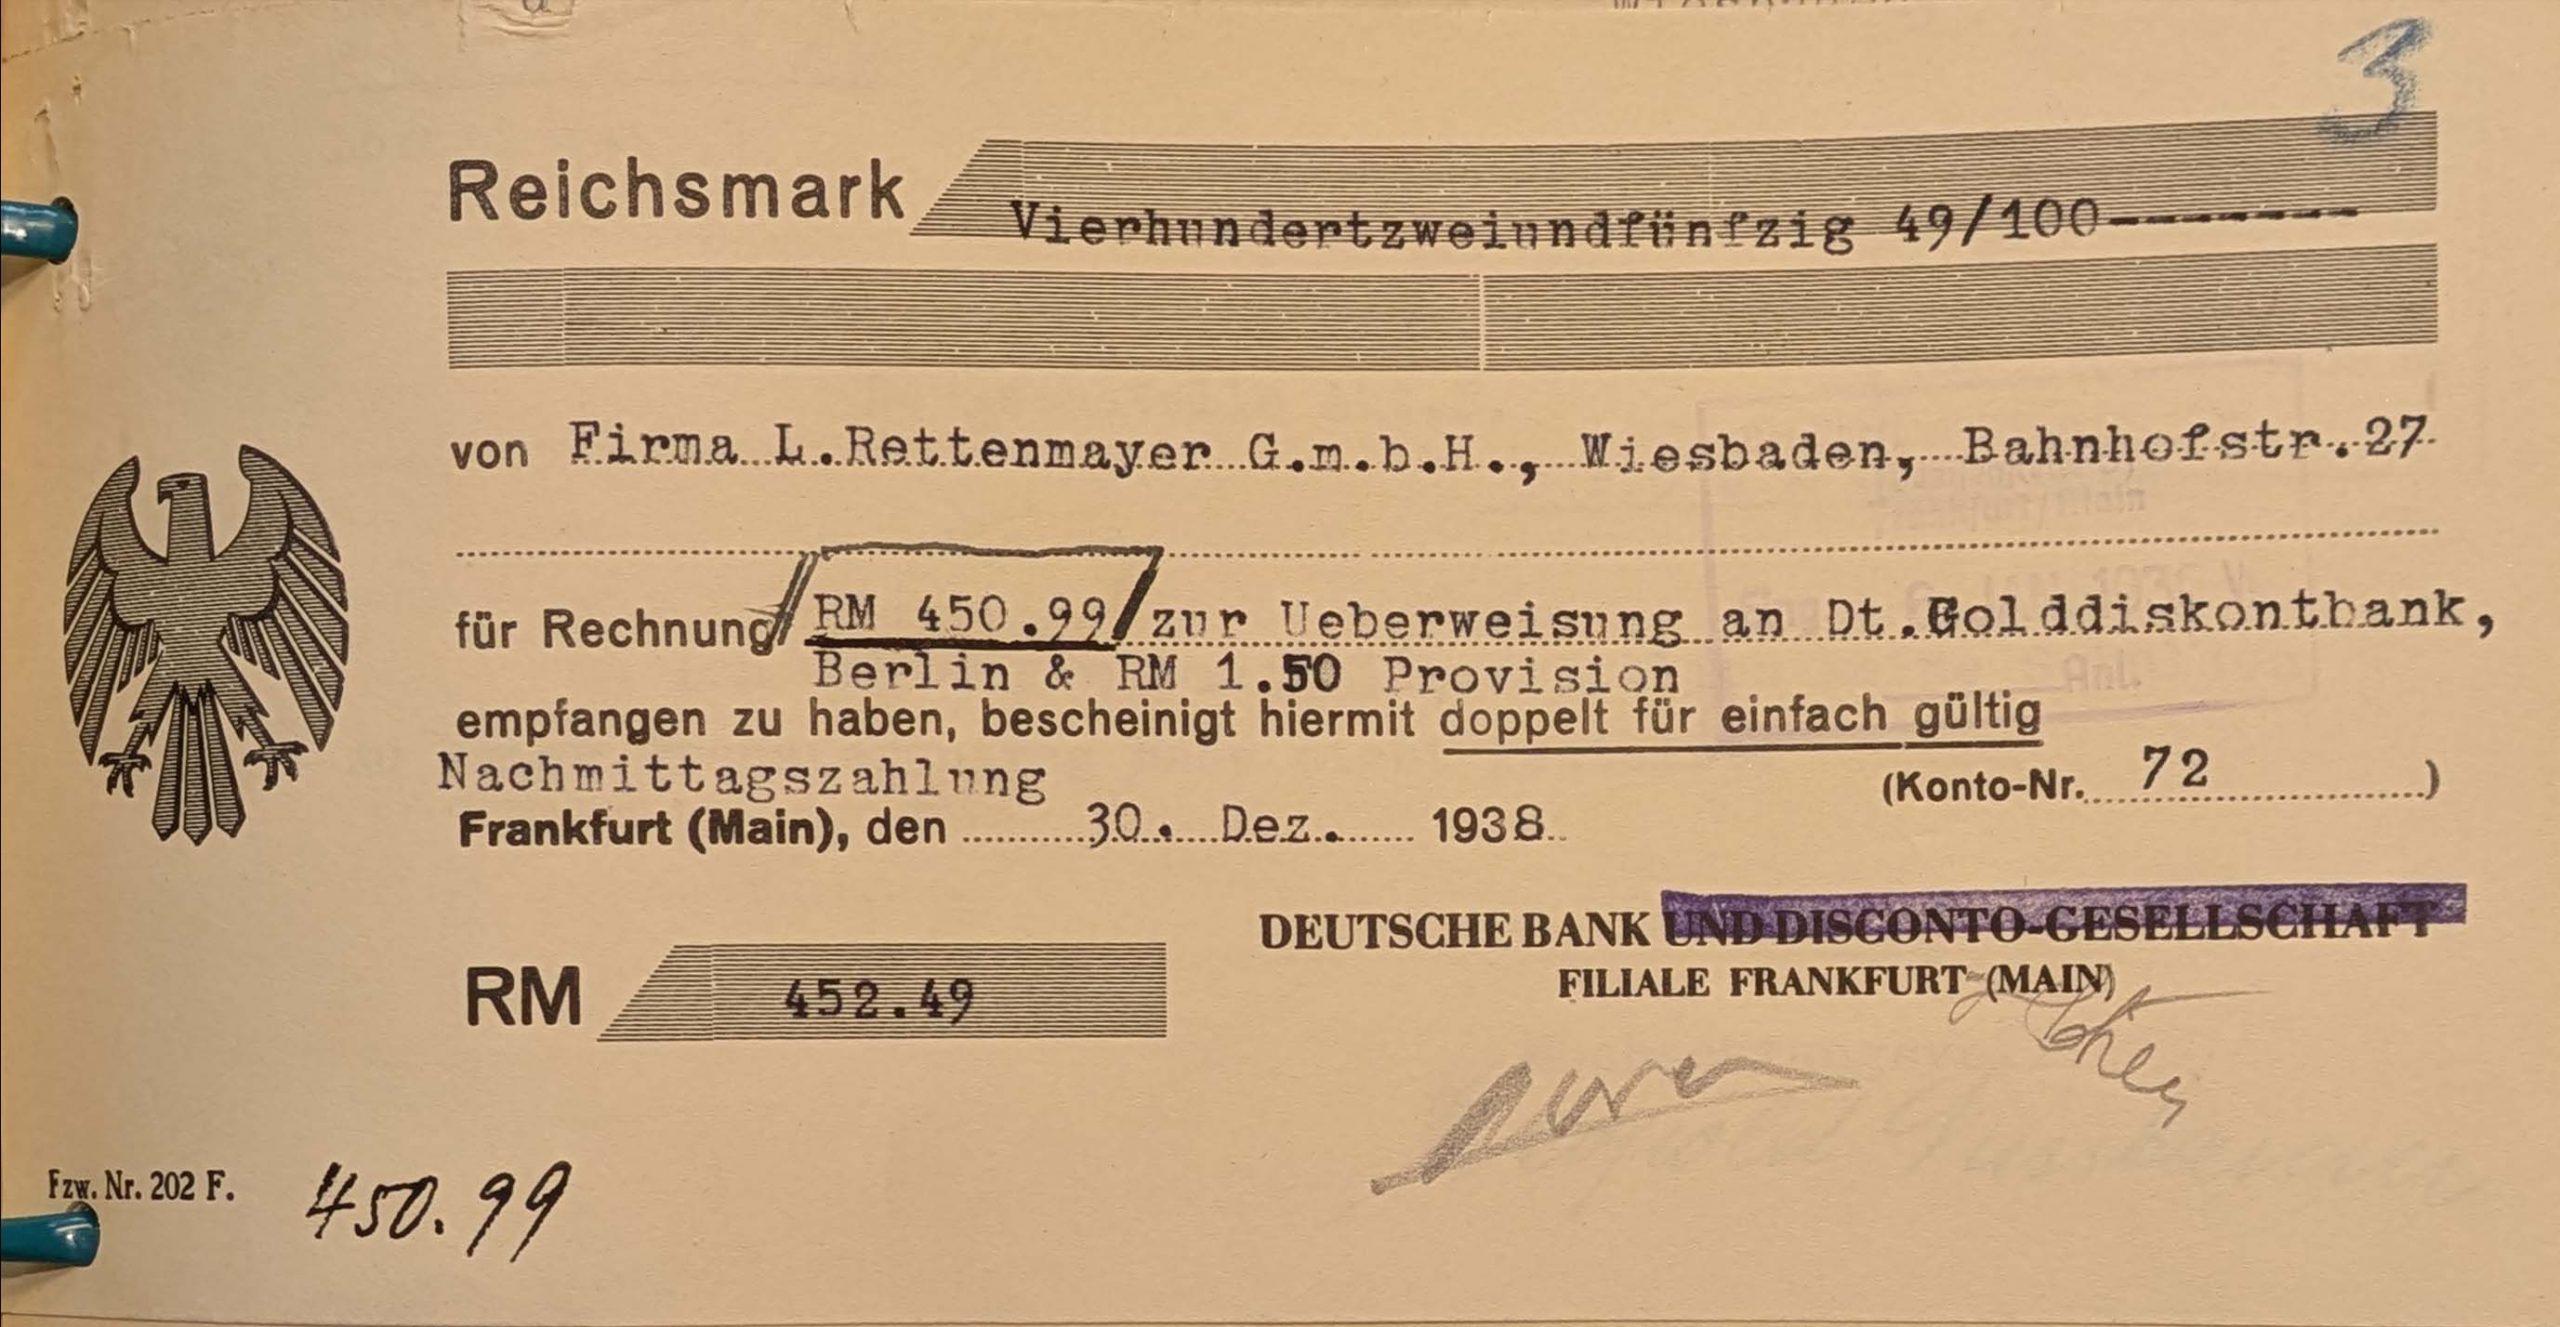 3
Reichsmark Vierhundertzweiundfünfzig 49/100-------
von Firma L.Rettenmayer G.m.b.H., Wiesbaden, Bahnhofstr.27
für Rechnung RM 450.99 zur Ueberweisung an Dt.Golddiskontbank,
Berlin & RM 1.50 Provision
empfangen zu haben, bescheinigt hiermit doppelt für einfach gültig
Nachmittagszahlung
(Konto-Nr. 72 )
Frankfurt (Main), den 30. Dez. 1938
DEUTSCHE BANK UND DISCONTO-GESELLSCHAFT
FILIALE FRANKFURT (MAIN)
RM 452.49
Fzw. Nr. 202 F.
450.99